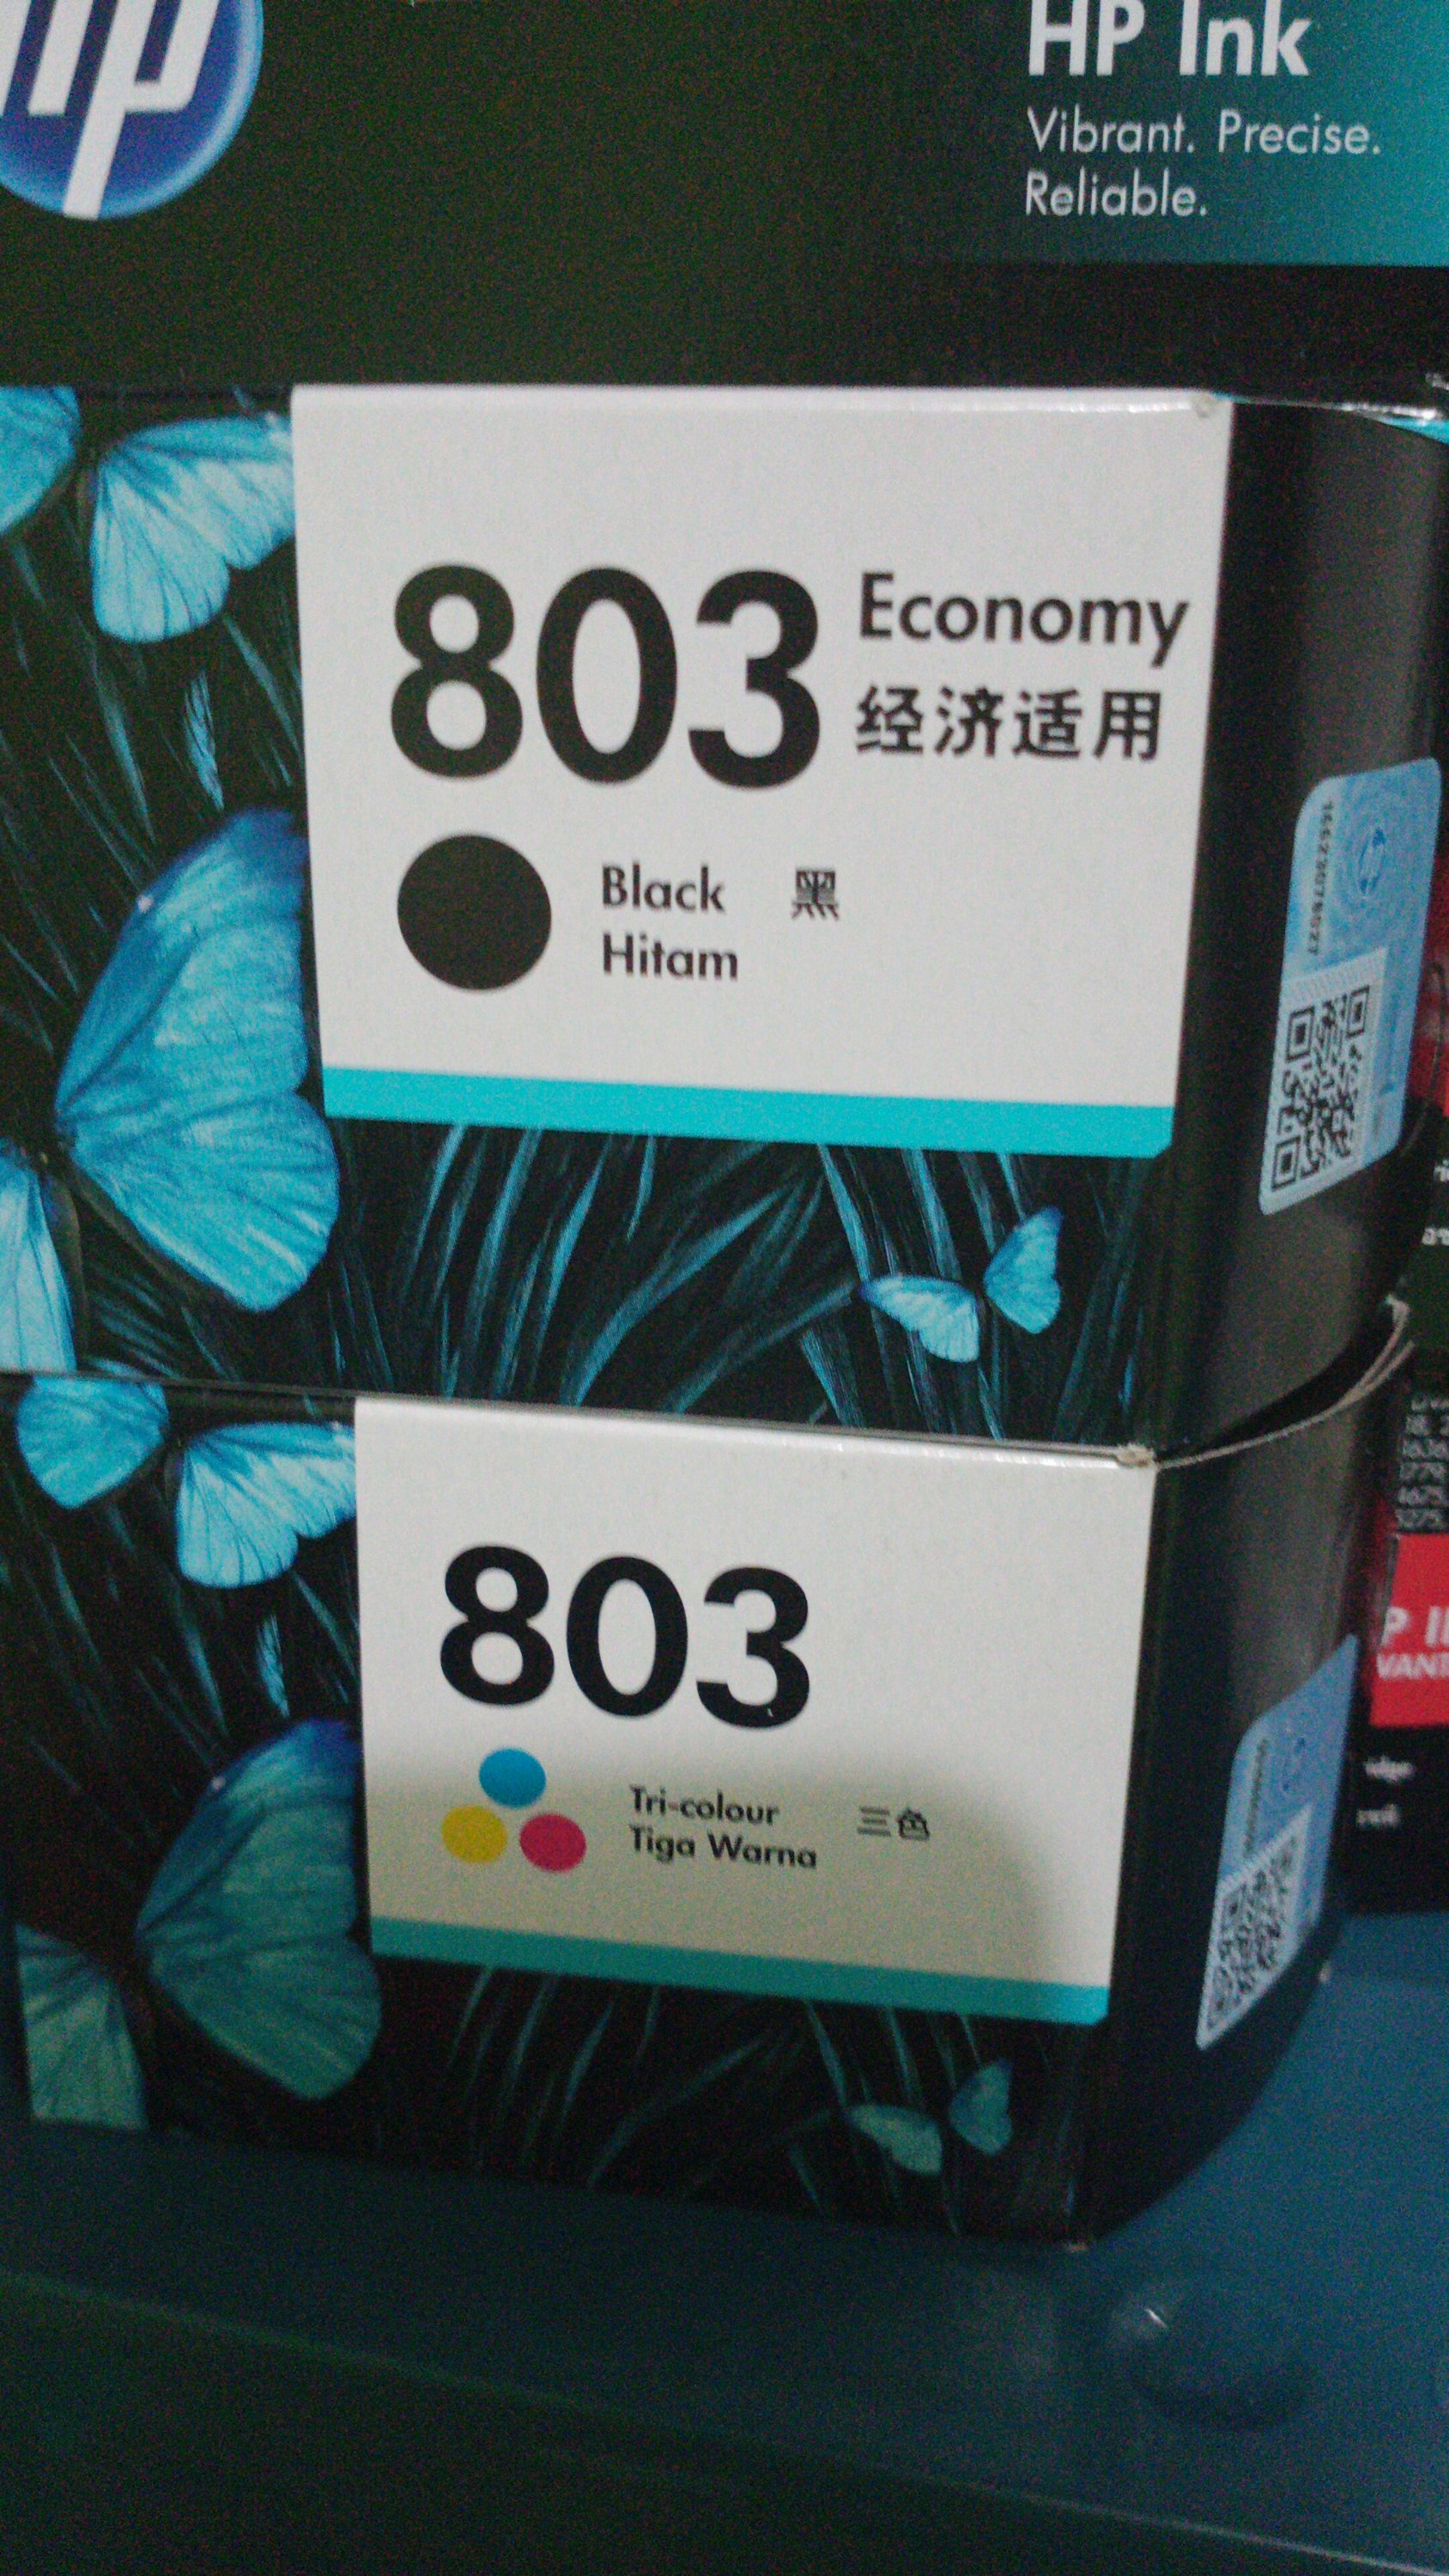 hp
HP Ink
Vibrant. Precise.
Reliable.
803 Economy
经济适用
Black 黑
Hitam
803
Tri-colour 三色
Tiga Warna